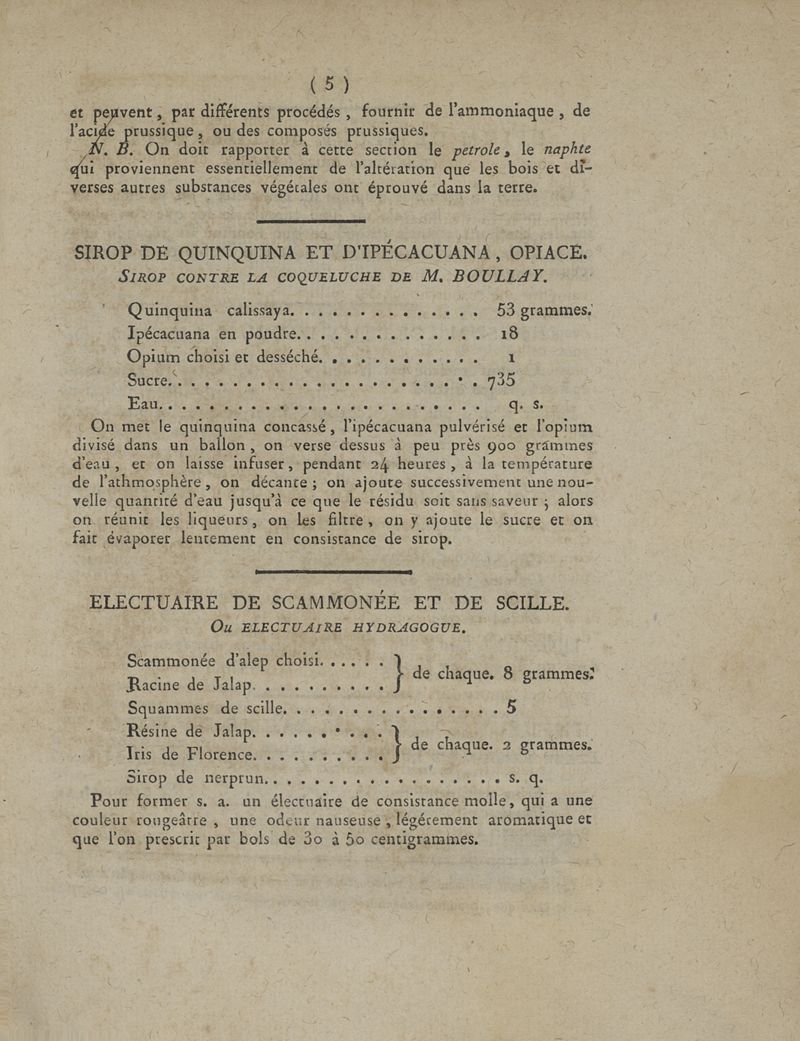 ( 5 )
et peuvent, par différents procédés, fournir de l'ammoniaque, de
l'acide prussique, ou des composés prussiques.
N. B. On doit rapporter à cette section le petrole, le naphte
qui proviennent essentiellement de l'altération que les bois et di-
verses autres substances végétales ont éprouvé dans la terre.
SIROP DE QUINQUINA ET D'IPÉCACUANA, OPIACÉ.
SIROP CONTRE LA COQUELUCHE DE M. BOULLAY.
Quinquina calissaya. . . . . . . . . . . . . . 53 grammes.
Ipécacuana en poudre. . . . . . . . . . . . . . 18
Opium choisi et desséché. . . . . . . . . . . . 1
Sucre. . . . . . . . . . . . . . . . . . . . . . 735
Eau. . . . . . . . . . . . . . . . . . . . . . . q. s.
On met le quinquina concassé, l'ipécacuana pulvérisé et l'opium
divisé dans un ballon, on verse dessus à peu près 900 grammes
d'eau, et on laisse infuser, pendant 24 heures, à la température
de l'athmosphère, on décante; on ajoute successivement une nou-
velle quantité d'eau jusqu'à ce que le résidu soit sans saveur; alors
on réunit les liqueurs, on les filtre, on y ajoute le sucre et on
fait évaporer lentement en consistance de sirop.
ELECTUAIRE DE SCAMMONÉE ET DE SCILLE.
Ou ELECTUAIRE HYDRAGOGUE.
Scammonée d'alep choisi. . . . . . } de chaque. 8 grammes.
Racine de Jalap. . . . . . . . . . }
Squammes de scille. . . . . . . . . . . . . . . . 5
Résine de Jalap. . . . . . . . . . } de chaque. 2 grammes.
Iris de Florence. . . . . . . . . . }
Sirop de nerprun. . . . . . . . . . . . . . . . . . s. q.
Pour former s. a. un électuaire de consistance molle, qui a une
couleur rougeâtre, une odeur nauseuse, légérement aromatique et
que l'on prescrit par bols de 30 à 50 centigrammes.